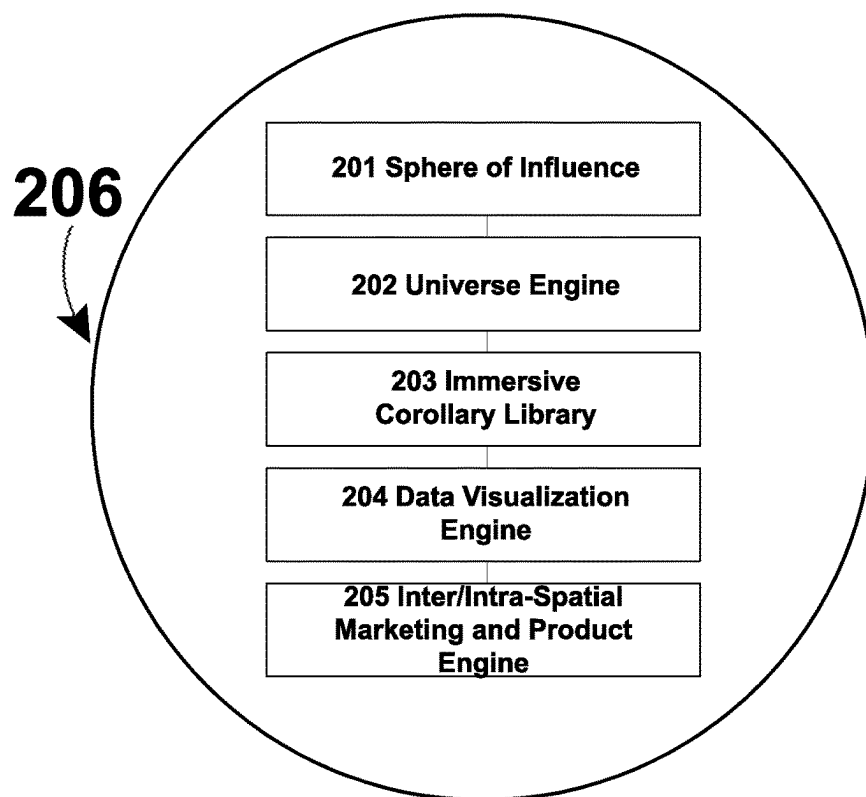 201 Sphere of Influence
206
202 Universe Engine
203 Immersive
Corollary Library
204 Data Visualization
Engine
205 Inter/Intra-Spatial
Marketing and Product
Engine